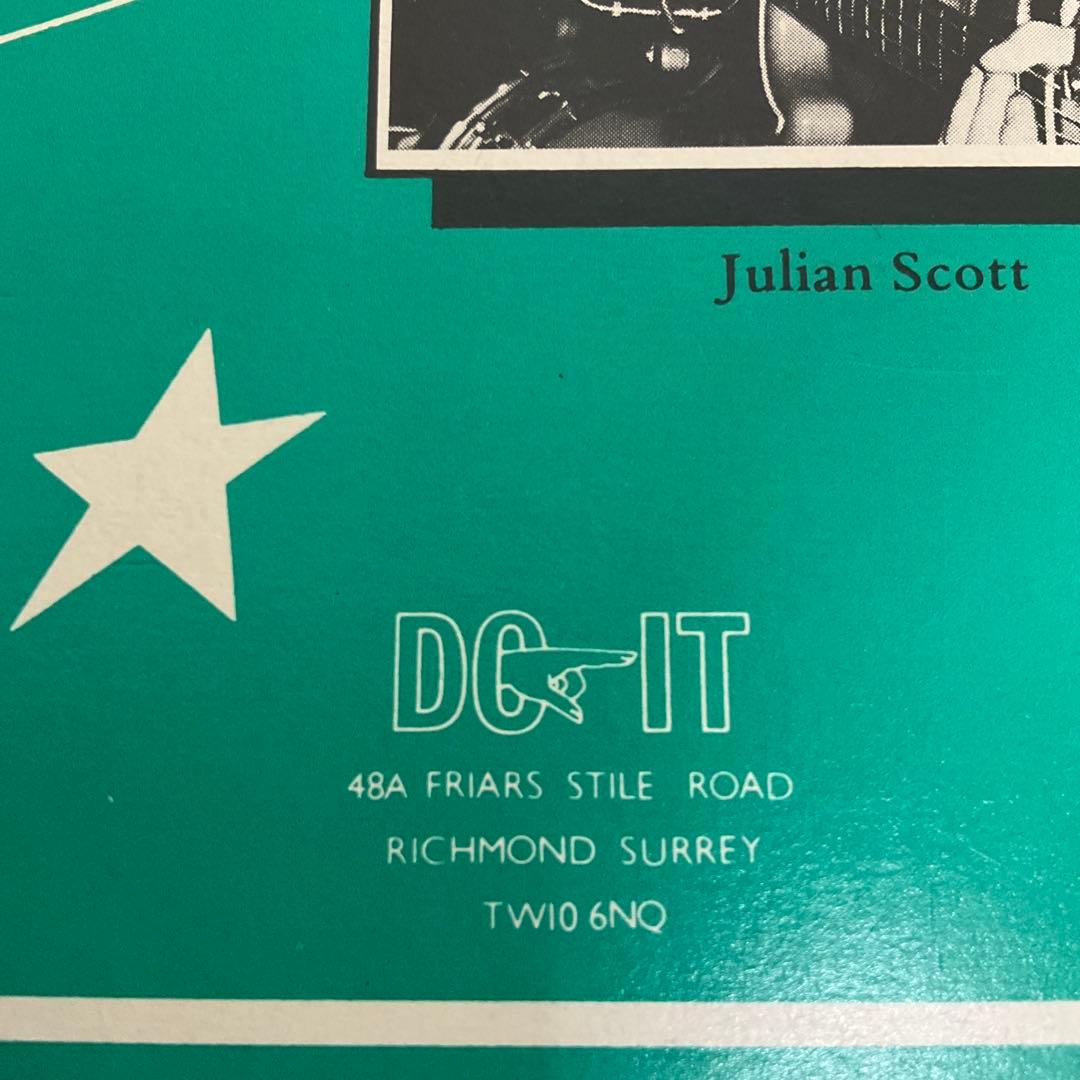 Julian Scott
DO IT
48A FRIARS STILE ROAD
RICHMOND SURREY
TW10 6NQ